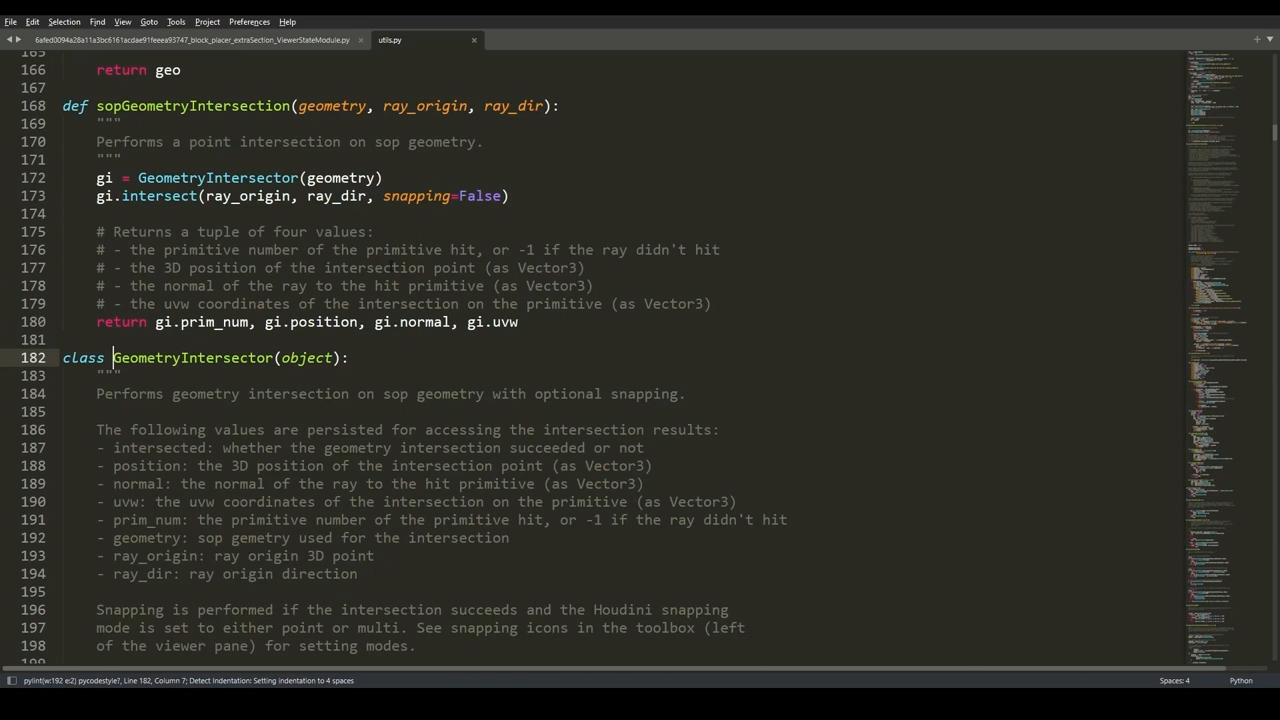 File Edit Selection Find View Goto Tools Project Preferences Help
6afed0094a28a11a3bc6161acdae91feeea93747_block_placer_extraSection_ViewerStateModule.py × utils.py ×
165
166 return geo
167
168 def sopGeometryIntersection(geometry, ray_origin, ray_dir):
169 """
170 Performs a point intersection on sop geometry.
171 """
172 gi = GeometryIntersector(geometry)
173 gi.intersect(ray_origin, ray_dir, snapping=False)
174
175 # Returns a tuple of four values:
176 # - the primitive number of the primitive hit, or -1 if the ray didn't hit
177 # - the 3D position of the intersection point (as Vector3)
178 # - the normal of the ray to the hit primitive (as Vector3)
179 # - the uvw coordinates of the intersection on the primitive (as Vector3)
180 return gi.prim_num, gi.position, gi.normal, gi.uvw
181
182 class GeometryIntersector(object):
183 """
184 Performs geometry intersection on sop geometry with optional snapping.
185
186 The following values are persisted for accessing the intersection results:
187 - intersected: whether the geometry intersection succeeded or not
188 - position: the 3D position of the intersection point (as Vector3)
189 - normal: the normal of the ray to the hit primitive (as Vector3)
190 - uvw: the uvw coordinates of the intersection on the primitive (as Vector3)
191 - prim_num: the primitive number of the primitive hit, or -1 if the ray didn't hit
192 - geometry: sop gemetry used for the intersection
193 - ray_origin: ray origin 3D point
194 - ray_dir: ray origin direction
195
196 Snapping is performed if the intersection succeeds and the Houdini snapping
197 mode is set to either point or multi. See snapping icons in the toolbox (left
198 of the viewer pane) for setting modes.
199
pylint(w:192 e:2) pycodestyle?, Line 182, Column 7; Detect Indentation: Setting indentation to 4 spaces Spaces: 4 Python